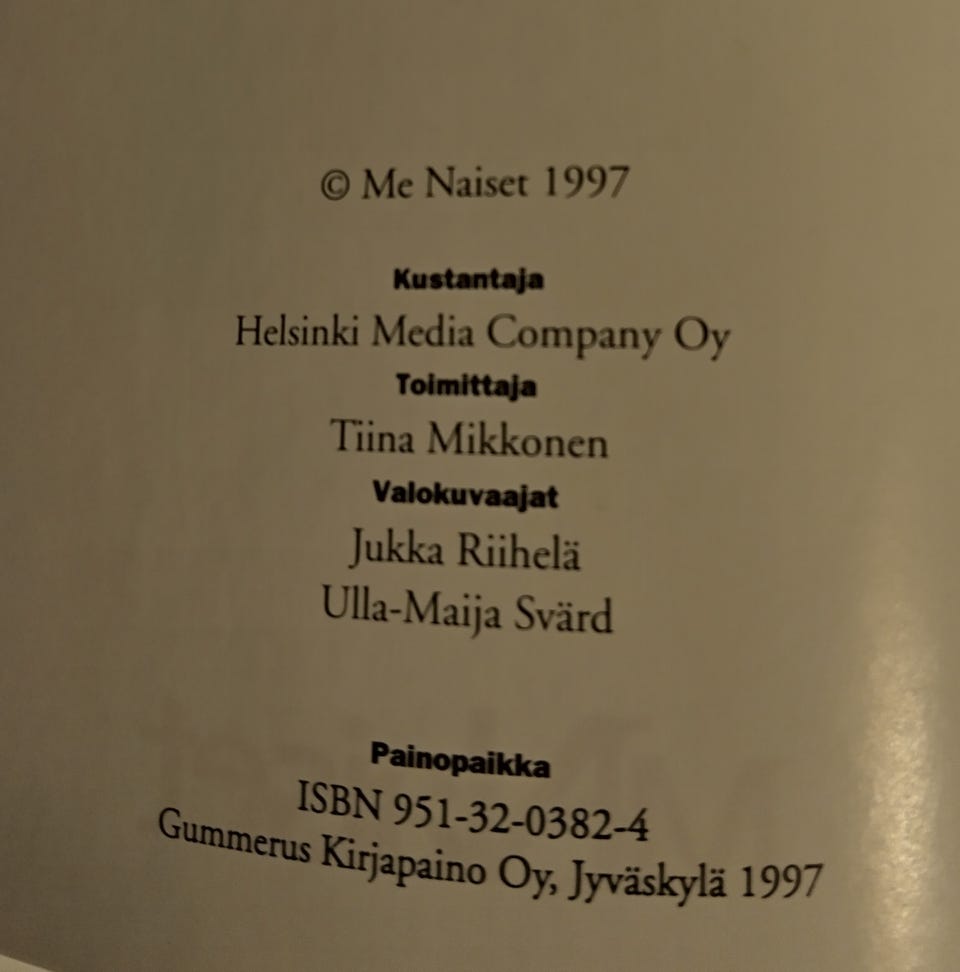 © Me Naiset 1997
Kustantaja
Helsinki Media Company Oy
Toimittaja
Tiina Mikkonen
Valokuvaajat
Jukka Riihelä
Ulla-Maija Svärd
Painopaikka
ISBN 951-32-0382-4
Gummerus Kirjapaino Oy, Jyväskylä 1997